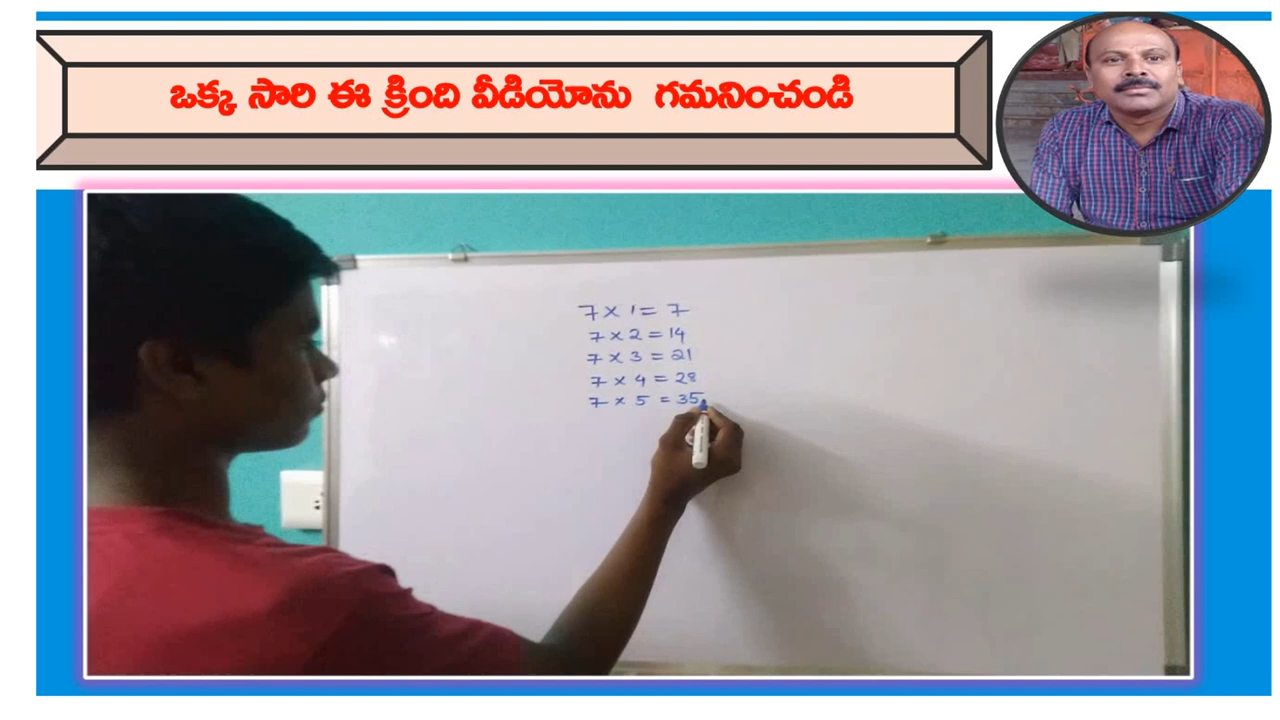 ఒక్క సారి ఈ క్రింది వీడియోను గమనించండి
7 × 1 = 7
7 × 2 = 14
7 × 3 = 21
7 × 4 = 28
7 × 5 = 35